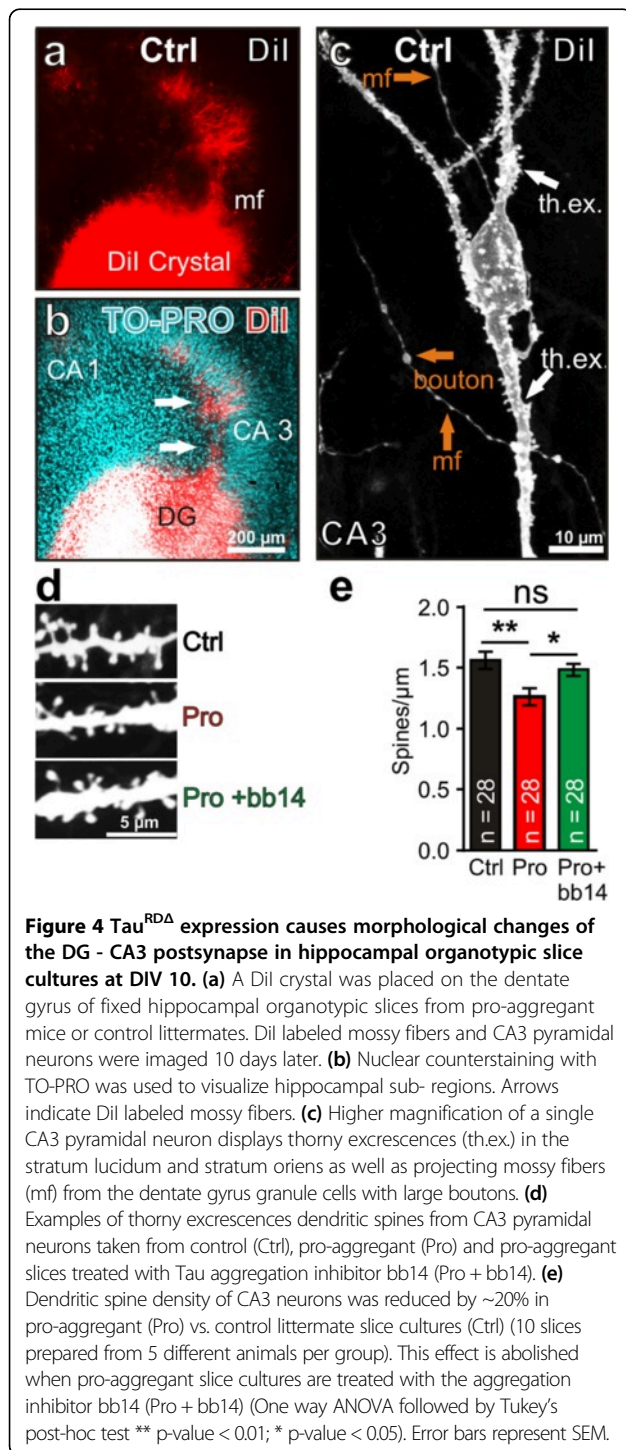 a Ctrl DiI
mf
DiI Crystal
b TO-PRO DiI
CA1
CA 3
DG
200 µm
c Ctrl DiI
mf
th.ex.
th.ex.
bouton
mf
CA3
10 µm
d
Ctrl
Pro
Pro +bb14
5 µm
e
ns
** *
2.0
1.5
1.0
0.5
0.0
Spines/µm
n = 28
n = 28
n = 28
Ctrl Pro Pro+
bb14
Figure 4 Tau^RDΔ expression causes morphological changes of
the DG - CA3 postsynapse in hippocampal organotypic slice
cultures at DIV 10. (a) A DiI crystal was placed on the dentate
gyrus of fixed hippocampal organotypic slices from pro-aggregant
mice or control littermates. DiI labeled mossy fibers and CA3 pyramidal
neurons were imaged 10 days later. (b) Nuclear counterstaining with
TO-PRO was used to visualize hippocampal sub- regions. Arrows
indicate DiI labeled mossy fibers. (c) Higher magnification of a single
CA3 pyramidal neuron displays thorny excrescences (th.ex.) in the
stratum lucidum and stratum oriens as well as projecting mossy fibers
(mf) from the dentate gyrus granule cells with large boutons. (d)
Examples of thorny excrescences dendritic spines from CA3 pyramidal
neurons taken from control (Ctrl), pro-aggregant (Pro) and pro-aggregant
slices treated with Tau aggregation inhibitor bb14 (Pro + bb14). (e)
Dendritic spine density of CA3 neurons was reduced by ~20% in
pro-aggregant (Pro) vs. control littermate slice cultures (Ctrl) (10 slices
prepared from 5 different animals per group). This effect is abolished
when pro-aggregant slice cultures are treated with the aggregation
inhibitor bb14 (Pro + bb14) (One way ANOVA followed by Tukey's
post-hoc test ** p-value < 0.01; * p-value < 0.05). Error bars represent SEM.